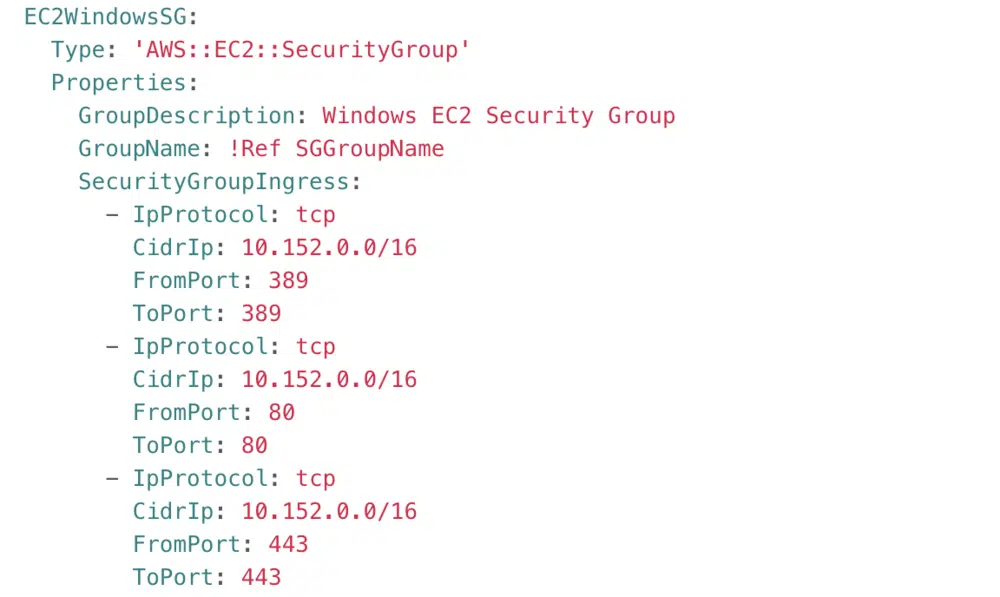 EC2WindowsSG:
  Type: 'AWS::EC2::SecurityGroup'
  Properties:
    GroupDescription: Windows EC2 Security Group
    GroupName: !Ref SGGroupName
    SecurityGroupIngress:
      - IpProtocol: tcp
        CidrIp: 10.152.0.0/16
        FromPort: 389
        ToPort: 389
      - IpProtocol: tcp
        CidrIp: 10.152.0.0/16
        FromPort: 80
        ToPort: 80
      - IpProtocol: tcp
        CidrIp: 10.152.0.0/16
        FromPort: 443
        ToPort: 443